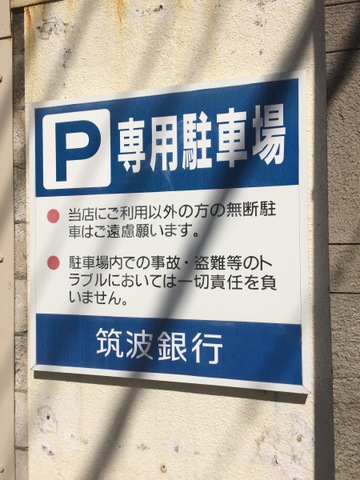 P 専用駐車場
● 当店にご利用以外の方の無断駐
車はご遠慮願います。
● 駐車場内での事故・盗難等のト
ラブルにおいては一切責任を負
いません。
筑波銀行